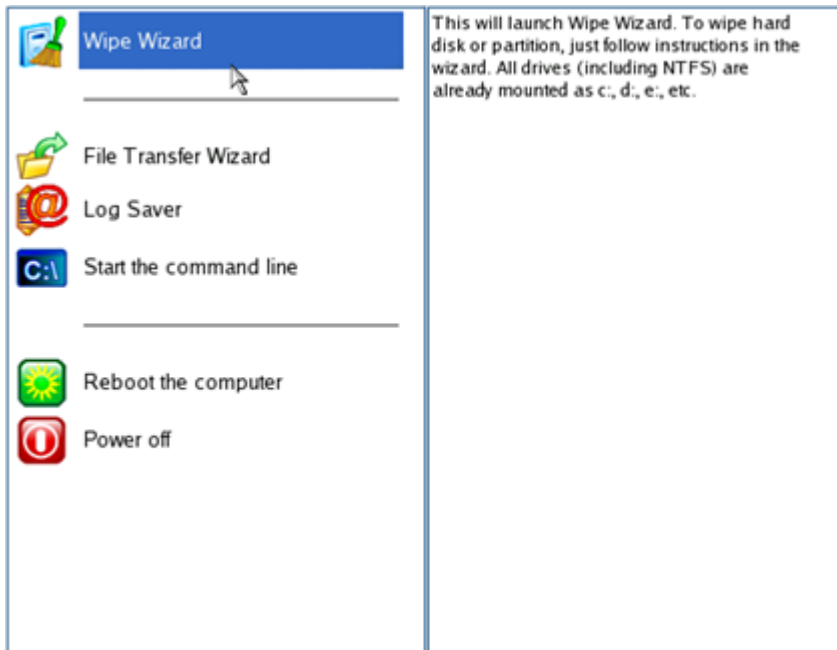 Wipe Wizard
File Transfer Wizard
Log Saver
C:\
Start the command line
Reboot the computer
Power off
This will launch Wipe Wizard. To wipe hard
disk or partition, just follow instructions in the
wizard. All drives (including NTFS) are
already mounted as c:, d:, e:, etc.